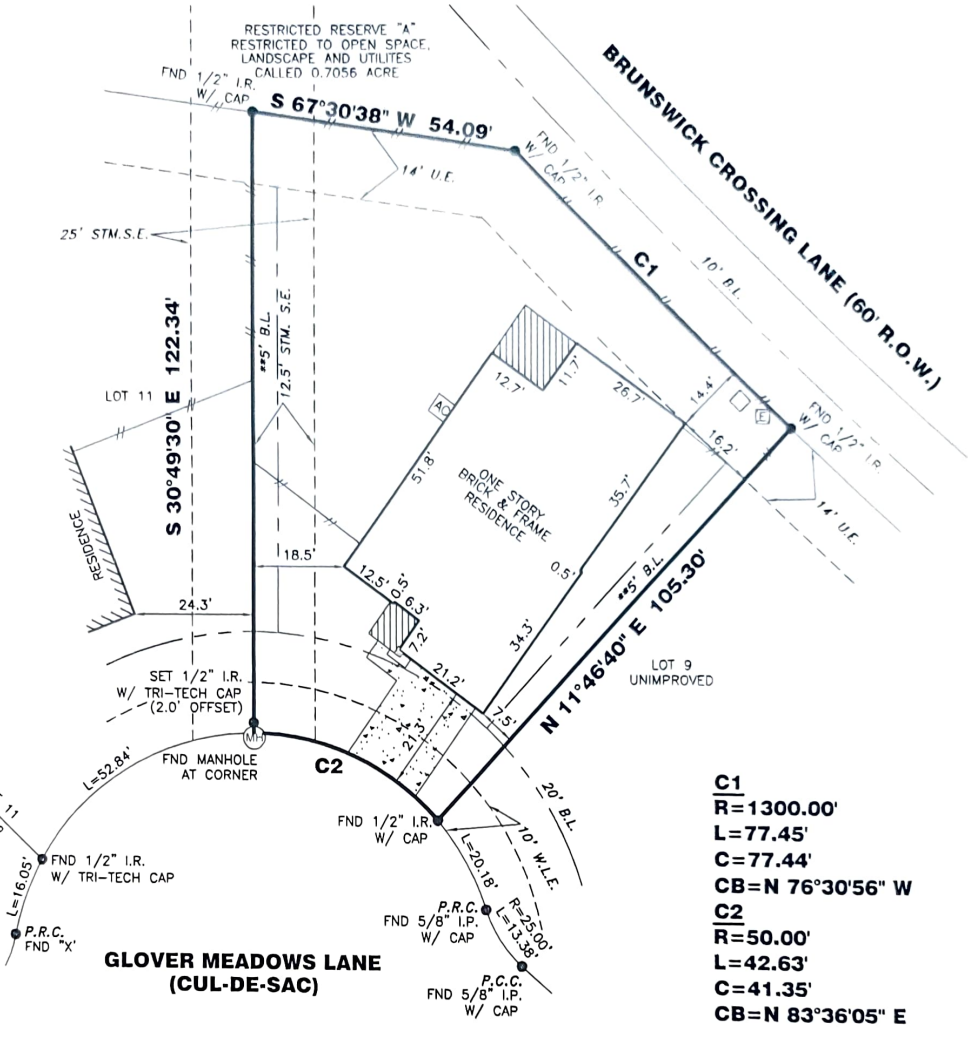 RESTRICTED RESERVE "A"
RESTRICTED TO OPEN SPACE,
LANDSCAPE AND UTILITES
CALLED 0.7056 ACRE
FND 1/2" I.R.
W/ CAP
S 67°30'38" W 54.09'
FND 1/2" I.R
W/ CAP
BRUNSWICK CROSSING LANE (60' R.O.W.)
14' U.E.
25' STM.S.E.
C1
10' B.L.
S 30°49'30" E 122.34'
**5' B.L.
12.5' STM. S.E.
LOT 11
12.7'
11.7'
26.7'
14.4'
E
FND 1/2" I.R.
W/ CAP
AC
16.2'
51.8'
ONE STORY
BRICK & FRAME
RESIDENCE
35.7'
14' U.E.
RESIDENCE
18.5'
12.5'
0.5'
6.3'
0.5'
**5' B.L.
N 11°46'40" E 105.30'
24.3'
7.2'
34.3'
LOT 9
UNIMPROVED
21.2'
SET 1/2" I.R.
W/ TRI-TECH CAP
(2.0' OFFSET)
7.5'
21.3'
MH
FND MANHOLE
AT CORNER
C2
L=52.84'
20' B.L.
FND 1/2" I.R.
W/ CAP
10' W.L.E.
11
FND 1/2" I.R.
W/ TRI-TECH CAP
L=20.18'
L=16.05'
P.R.C.
FND "X'
P.R.C.
FND 5/8" I.P.
W/ CAP
R=25.00'
L=13.38'
GLOVER MEADOWS LANE
(CUL-DE-SAC)
P.C.C.
FND 5/8" I.P.
W/ CAP
C1
R=1300.00'
L=77.45'
C=77.44'
CB=N 76°30'56" W
C2
R=50.00'
L=42.63'
C=41.35'
CB=N 83°36'05" E